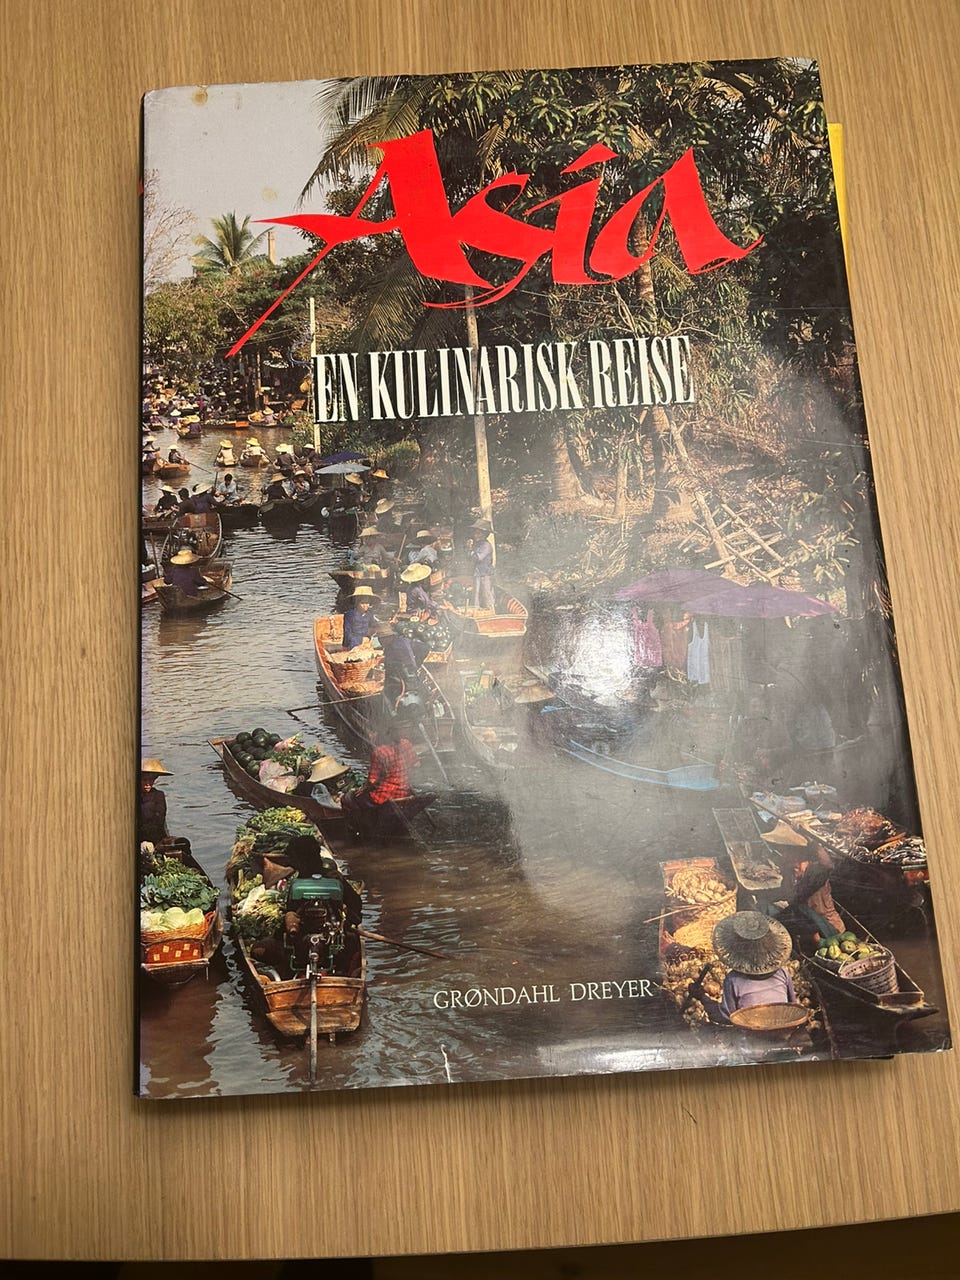 Asia
EN KULINARISK REISE
GRØNDAHL DREYER